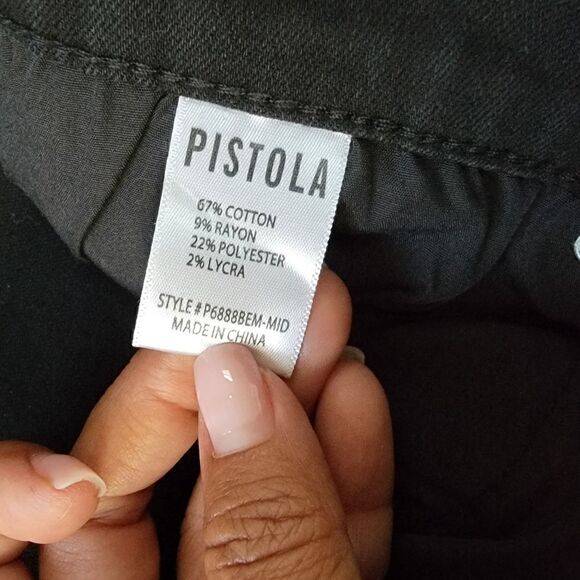 PISTOLA
67% COTTON
9% RAYON
22% POLYESTER
2% LYCRA
STYLE # P6888BEM-MID
MADE IN CHINA